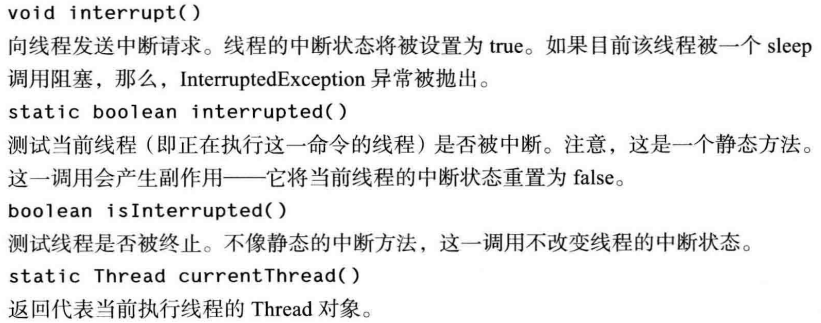 void interrupt()
向线程发送中断请求。线程的中断状态将被设置为 true。如果目前该线程被一个 sleep
调用阻塞，那么，InterruptedException 异常被抛出。
static boolean interrupted()
测试当前线程（即正在执行这一命令的线程）是否被中断。注意，这是一个静态方法。
这一调用会产生副作用——它将当前线程的中断状态重置为 false。
boolean isInterrupted()
测试线程是否被终止。不像静态的中断方法，这一调用不改变线程的中断状态。
static Thread currentThread()
返回代表当前执行线程的 Thread 对象。